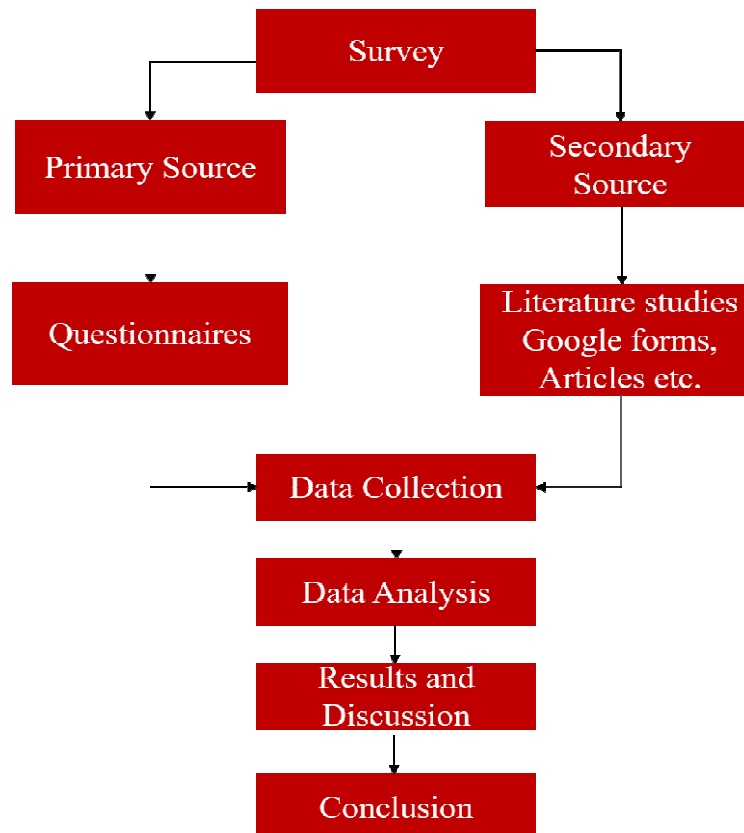 Survey
Primary Source
Secondary
Source
Questionnaires
Literature studies
Google forms,
Articles etc.
Data Collection
Data Analysis
Results and
Discussion
Conclusion